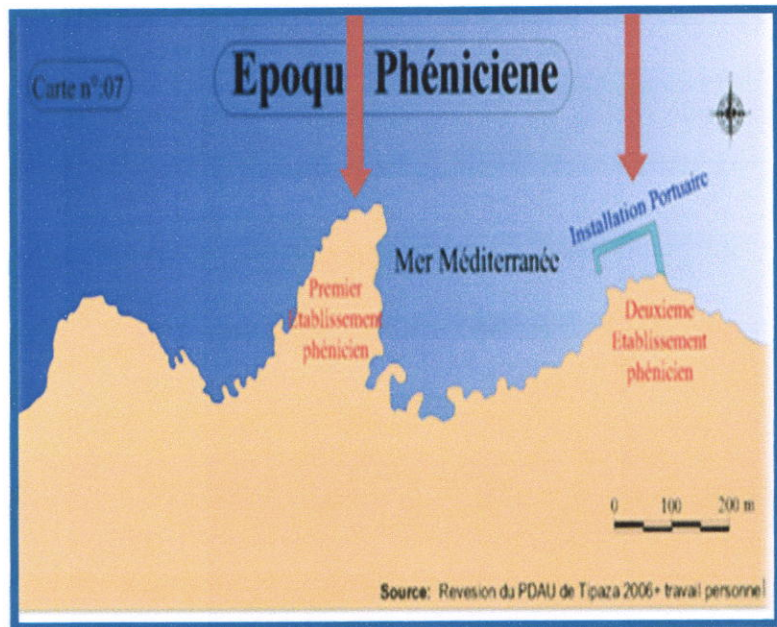 Carte n°:07
Epoqu Phéniciene
Installation Portuaire
Mer Méditerranée
Premier
Etablissement
phénicien
Deuxieme
Etablissement
phénicien
0 100 200 m
Source: Revesion du PDAU de Tipaza 2006+ travail personnel